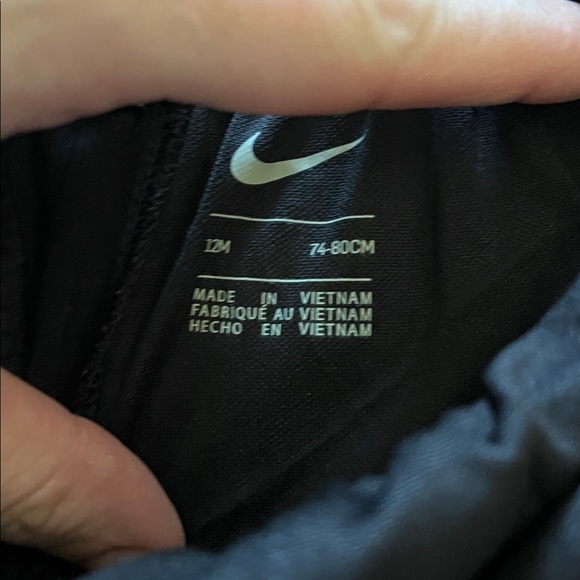 12M 74-80CM
MADE IN VIETNAM
FABRIQUÉ AU VIETNAM
HECHO EN VIETNAM